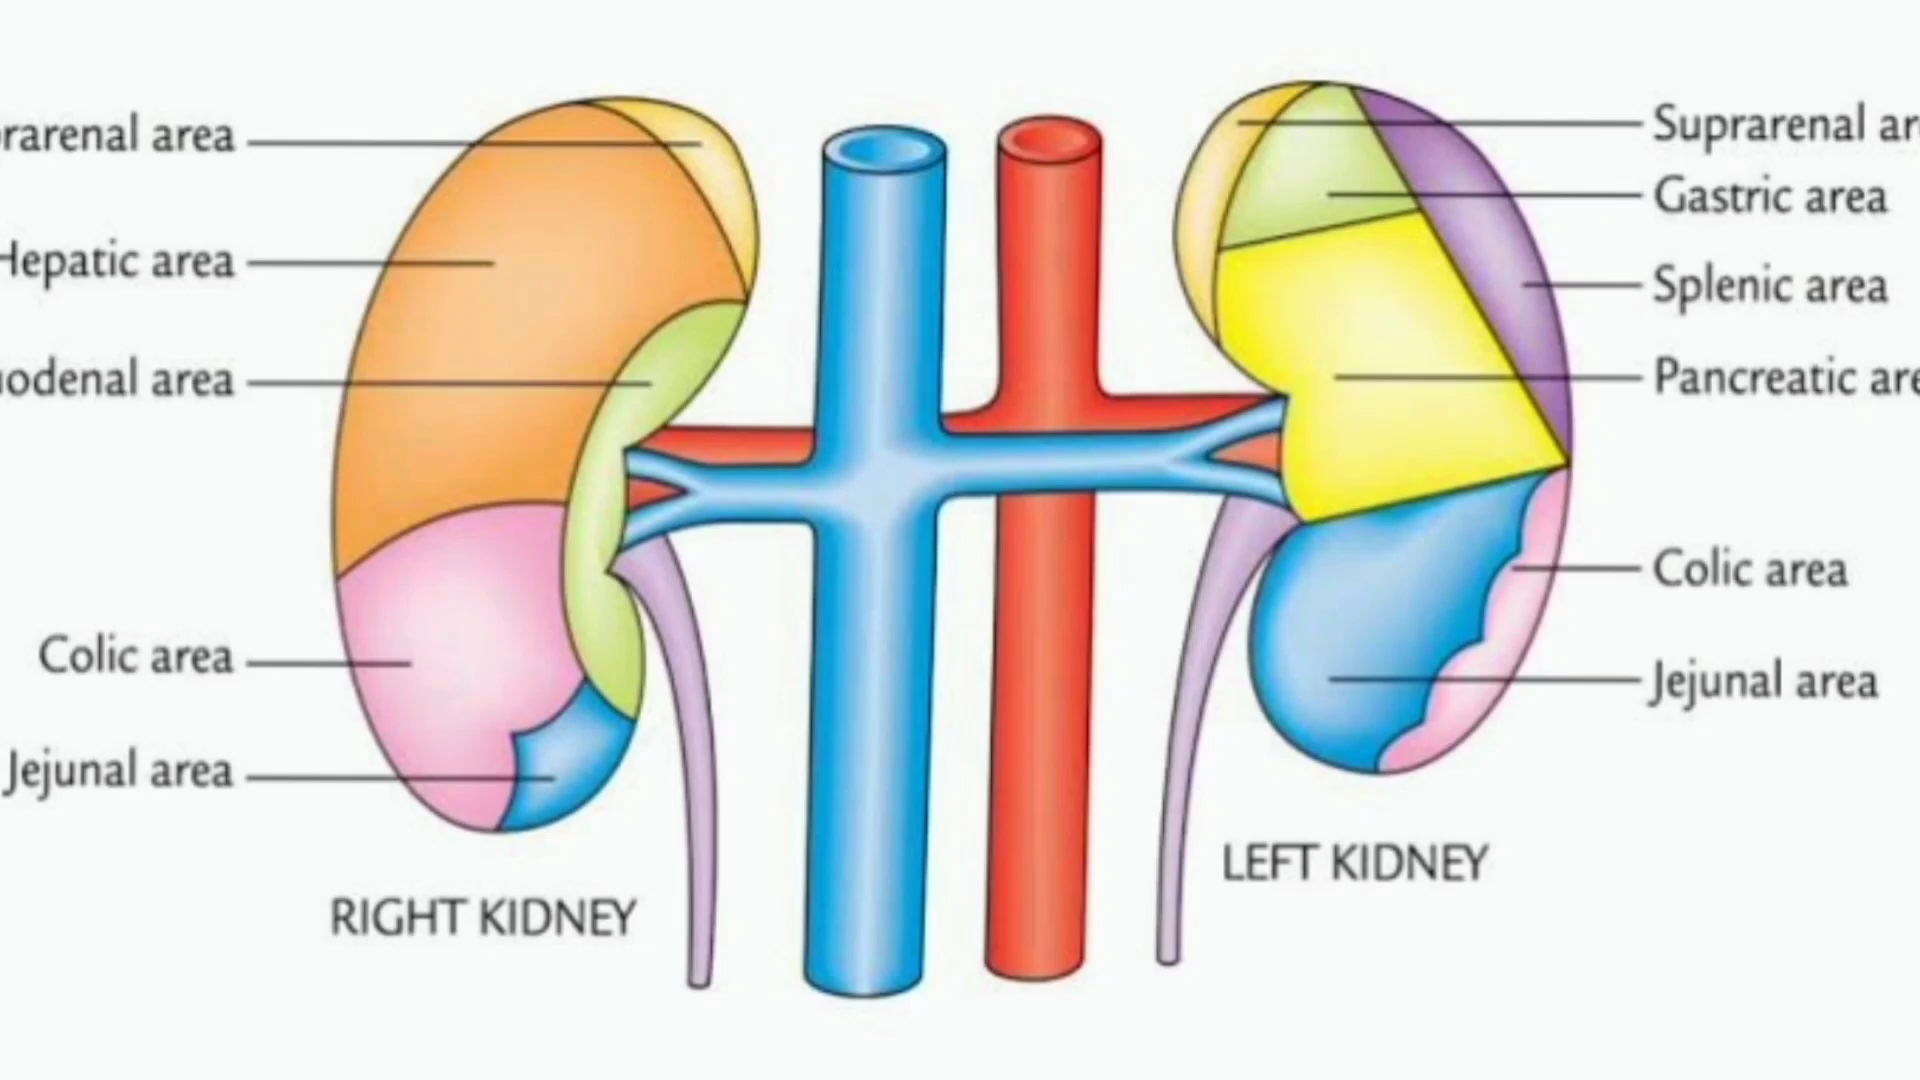 rarenal area
Hepatic area
odenal area
Colic area
Jejunal area
RIGHT KIDNEY
Suprarenal ar
Gastric area
Splenic area
Pancreatic are
Colic area
Jejunal area
LEFT KIDNEY